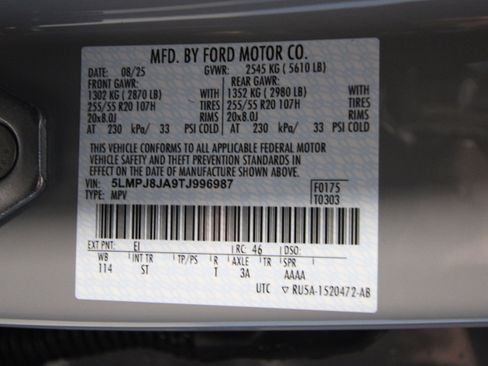 MFD. BY FORD MOTOR CO.
DATE: 08/25 GVWR: 2545 KG ( 5610 LB)
FRONT GAWR: REAR GAWR:
1302 KG ( 2870 LB) 1352 KG ( 2980 LB)
255/55 R20 107H TIRES 255/55 R20 107H TIRES
20x8.0J RIMS 20x8.0J RIMS
AT 230 kPa/ 33 PSI COLD AT 230 kPa/ 33 PSI COLD
THIS VEHICLE CONFORMS TO ALL APPLICABLE FEDERAL MOTOR
VEHICLE SAFETY AND THEFT PREVENTION STANDARDS IN
EFFECT ON THE DATE OF MANUFACTURE SHOWN ABOVE.
VIN: 5LMPJ8JA9TJ996987 F0175
TYPE: MPV T0303
EXT PNT: EI RC: 46 DSO:
WB INT TR TP/PS R AXLE TR SPR
114 ST T 3A AAAA
UTC ▽ RU5A-1520472-AB